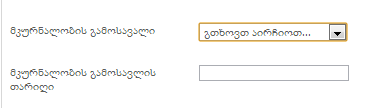 მკურნალობის გამოსავალი
გთხოვთ აირჩიოთ...
მკურნალობის გამოსავლის
თარიღი